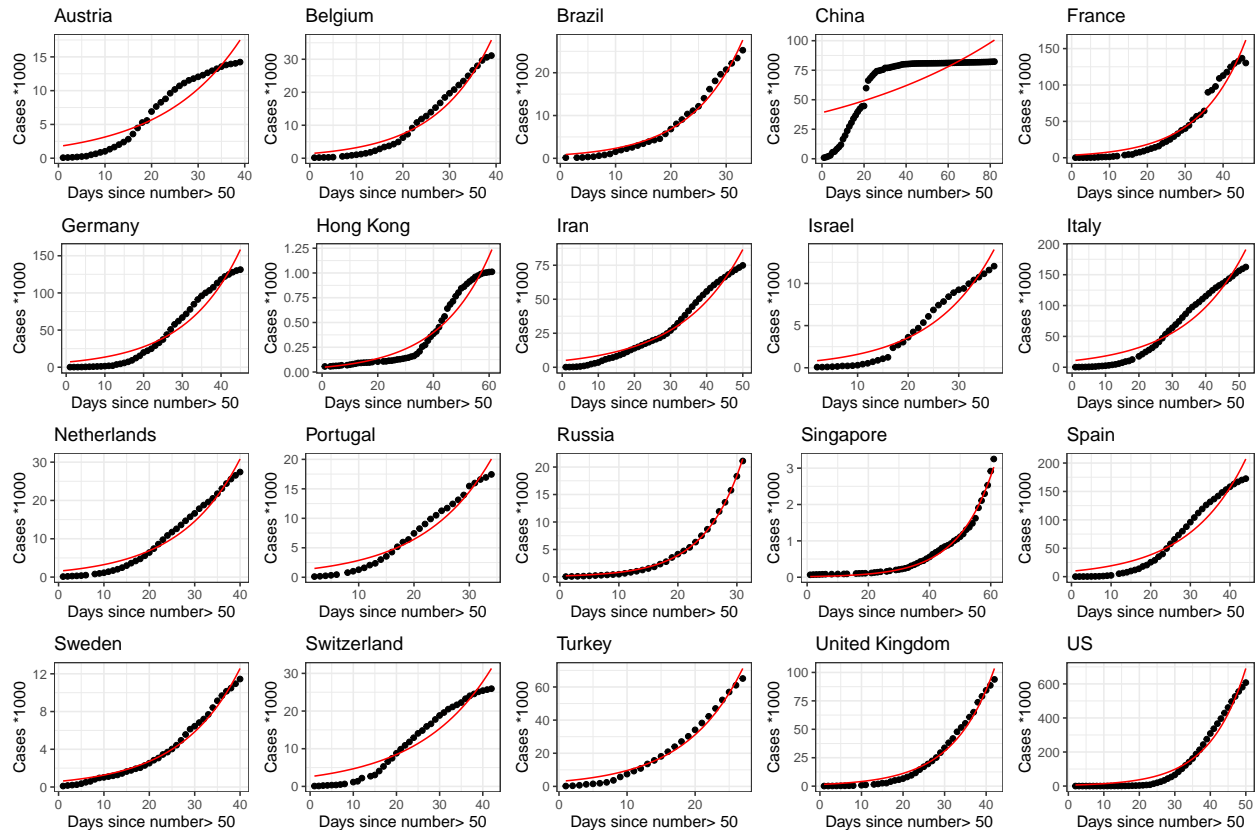 Austria
Belgium
Brazil
China
France
Cases *1000
15
10
5
0
0 10 20 30 40
Days since number> 50
Cases *1000
30
20
10
0
0 10 20 30 40
Days since number> 50
Cases *1000
20
10
0
0 10 20 30
Days since number> 50
Cases *1000
100
75
50
25
0
0 20 40 60 80
Days since number> 50
Cases *1000
150
100
50
0
0 10 20 30 40
Days since number> 50
Germany
Hong Kong
Iran
Israel
Italy
Cases *1000
150
100
50
0
0 10 20 30 40
Days since number> 50
Cases *1000
1.25
1.00
0.75
0.50
0.25
0.00
0 20 40 60
Days since number> 50
Cases *1000
75
50
25
0
0 10 20 30 40 50
Days since number> 50
Cases *1000
10
5
0
10 20 30
Days since number> 50
Cases *1000
200
150
100
50
0
0 10 20 30 40 50
Days since number> 50
Netherlands
Portugal
Russia
Singapore
Spain
Cases *1000
30
20
10
0
0 10 20 30 40
Days since number> 50
Cases *1000
20
15
10
5
0
10 20 30
Days since number> 50
Cases *1000
20
15
10
5
0
0 10 20 30
Days since number> 50
Cases *1000
3
2
1
0
0 20 40 60
Days since number> 50
Cases *1000
200
150
100
50
0
0 10 20 30 40
Days since number> 50
Sweden
Switzerland
Turkey
United Kingdom
US
Cases *1000
12
8
4
0
0 10 20 30 40
Days since number> 50
Cases *1000
30
20
10
0
0 10 20 30 40
Days since number> 50
Cases *1000
60
40
20
0
10 20
Days since number> 50
Cases *1000
100
75
50
25
0
0 10 20 30 40
Days since number> 50
Cases *1000
600
400
200
0
0 10 20 30 40 50
Days since number> 50